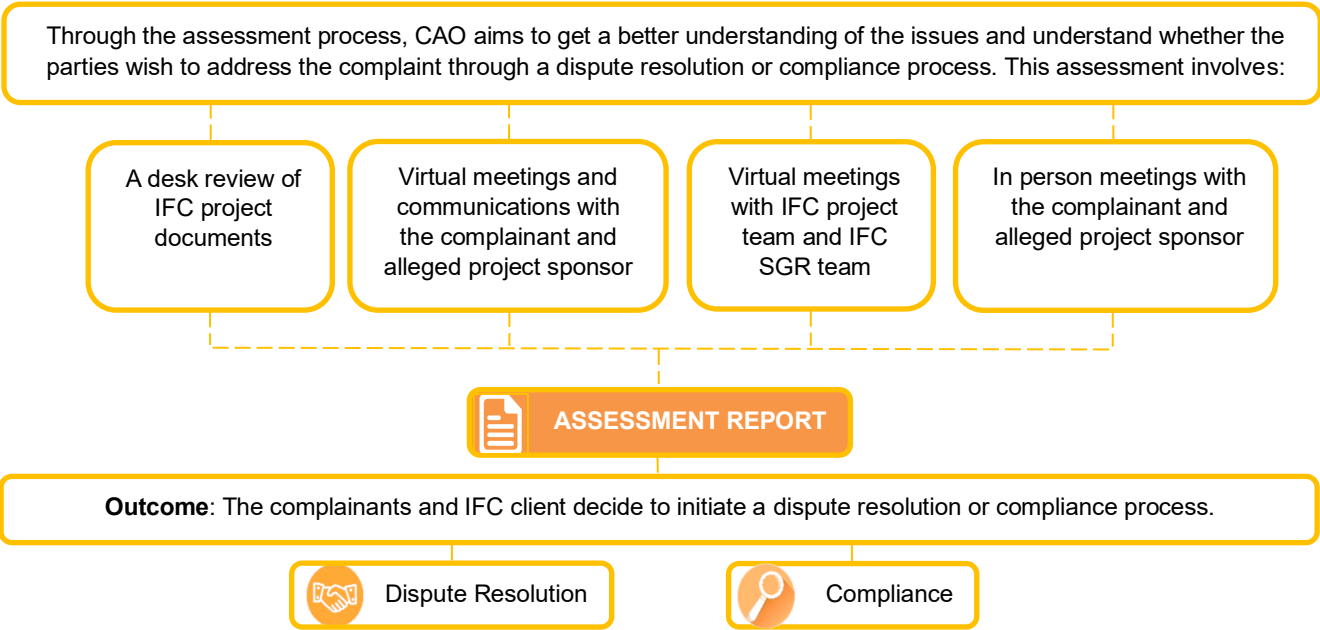 Through the assessment process, CAO aims to get a better understanding of the issues and understand whether the
parties wish to address the complaint through a dispute resolution or compliance process. This assessment involves:
A desk review of
IFC project
documents
Virtual meetings and
communications with
the complainant and
alleged project sponsor
Virtual meetings
with IFC project
team and IFC
SGR team
In person meetings with
the complainant and
alleged project sponsor
ASSESSMENT REPORT
Outcome: The complainants and IFC client decide to initiate a dispute resolution or compliance process.
Dispute Resolution
Compliance